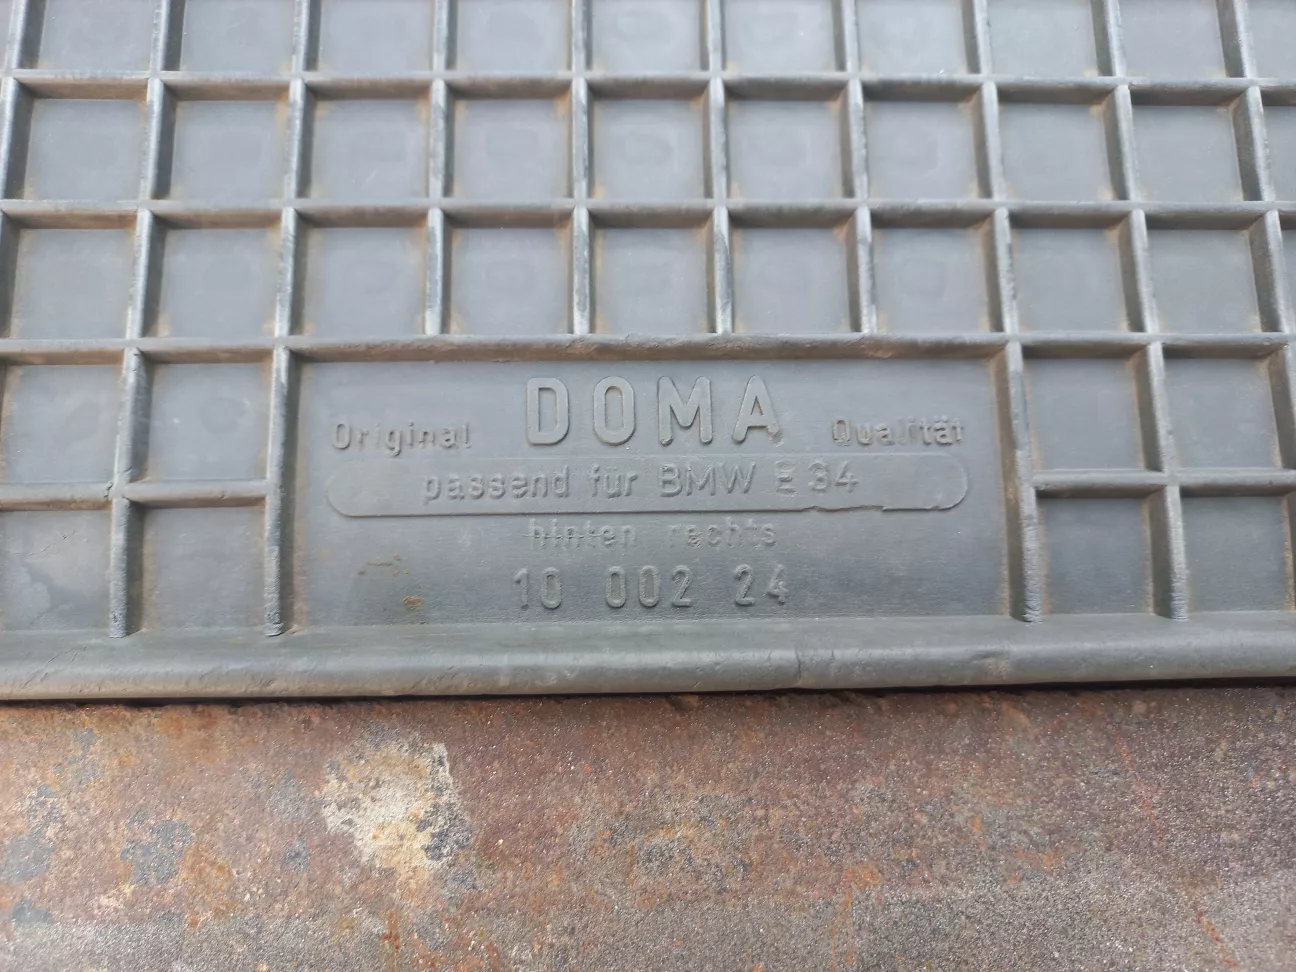 Original DOMA Qualität
passend für BMW E 34
hinten rechts
10 002 24